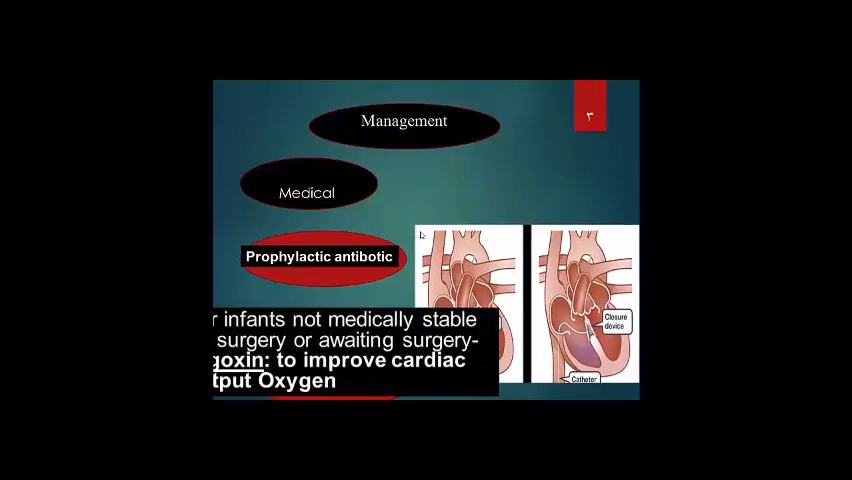 Management
٣
Medical
Prophylactic antibotic
r infants not medically stable
surgery or awaiting surgery-
goxin: to improve cardiac
tput Oxygen
Closure
device
Catheter